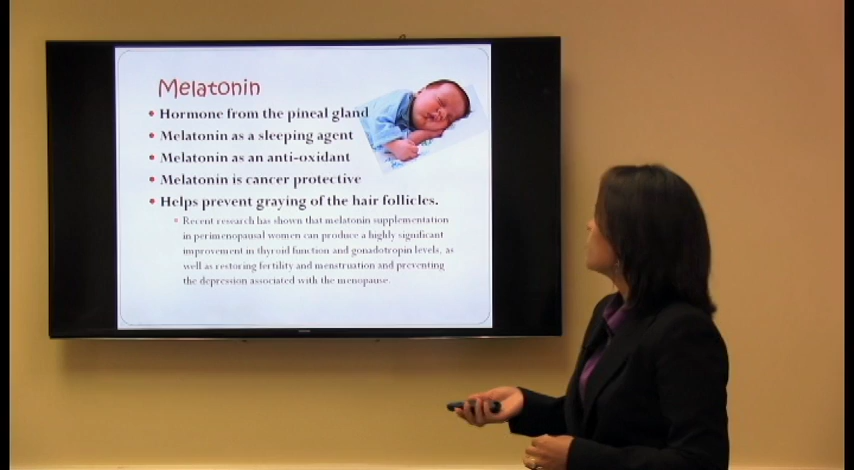 Melatonin
Hormone from the pineal gland
Melatonin as a sleeping agent
Melatonin as an anti-oxidant
Melatonin is cancer protective
Helps prevent graying of the hair follicles.
Recent research has shown that melatonin supplementation
in perimenopausal women can produce a highly significant
improvement in thyroid function and gonadotropin levels, as
well as restoring fertility and menstruation and preventing
the depression associated with the menopause.